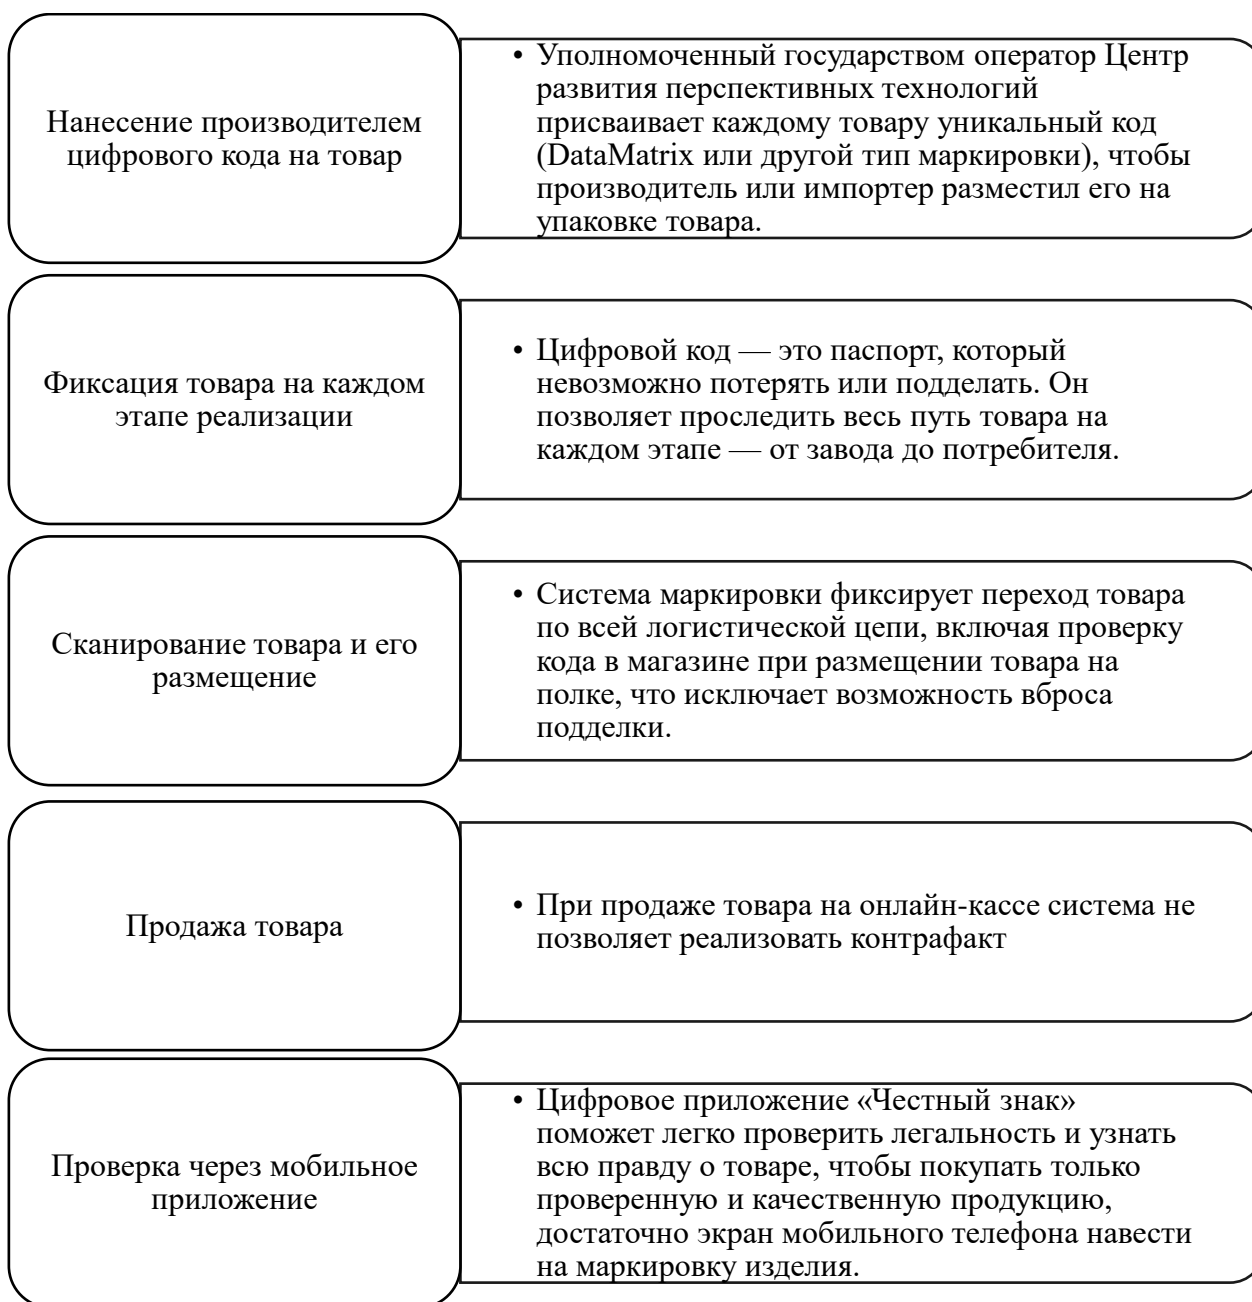 Нанесение производителем
цифрового кода на товар
• Уполномоченный государством оператор Центр
развития перспективных технологий
присваивает каждому товару уникальный код
(DataMatrix или другой тип маркировки), чтобы
производитель или импортер разместил его на
упаковке товара.
Фиксация товара на каждом
этапе реализации
• Цифровой код — это паспорт, который
невозможно потерять или подделать. Он
позволяет проследить весь путь товара на
каждом этапе — от завода до потребителя.
Сканирование товара и его
размещение
• Система маркировки фиксирует переход товара
по всей логистической цепи, включая проверку
кода в магазине при размещении товара на
полке, что исключает возможность вброса
подделки.
Продажа товара
• При продаже товара на онлайн-кассе система не
позволяет реализовать контрафакт
Проверка через мобильное
приложение
• Цифровое приложение «Честный знак»
поможет легко проверить легальность и узнать
всю правду о товаре, чтобы покупать только
проверенную и качественную продукцию,
достаточно экран мобильного телефона навести
на маркировку изделия.